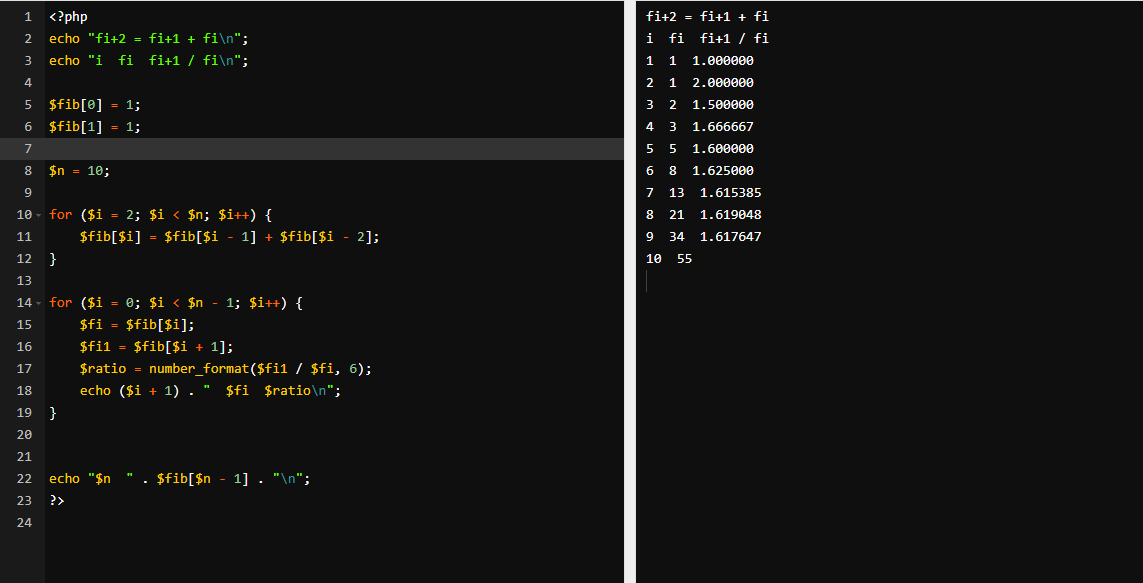 1 <?php
2 echo "fi+2 = fi+1 + fi\n";
3 echo "i  fi  fi+1 / fi\n";
4
5 $fib[0] = 1;
6 $fib[1] = 1;
7
8 $n = 10;
9
10 for ($i = 2; $i < $n; $i++) {
11     $fib[$i] = $fib[$i - 1] + $fib[$i - 2];
12 }
13
14 for ($i = 0; $i < $n - 1; $i++) {
15     $fi = $fib[$i];
16     $fi1 = $fib[$i + 1];
17     $ratio = number_format($fi1 / $fi, 6);
18     echo ($i + 1) . "  $fi  $ratio\n";
19 }
20
21
22 echo "$n  " . $fib[$n - 1] . "\n";
23 ?>
24
fi+2 = fi+1 + fi
i  fi  fi+1 / fi
1  1  1.000000
2  1  2.000000
3  2  1.500000
4  3  1.666667
5  5  1.600000
6  8  1.625000
7  13  1.615385
8  21  1.619048
9  34  1.617647
10  55